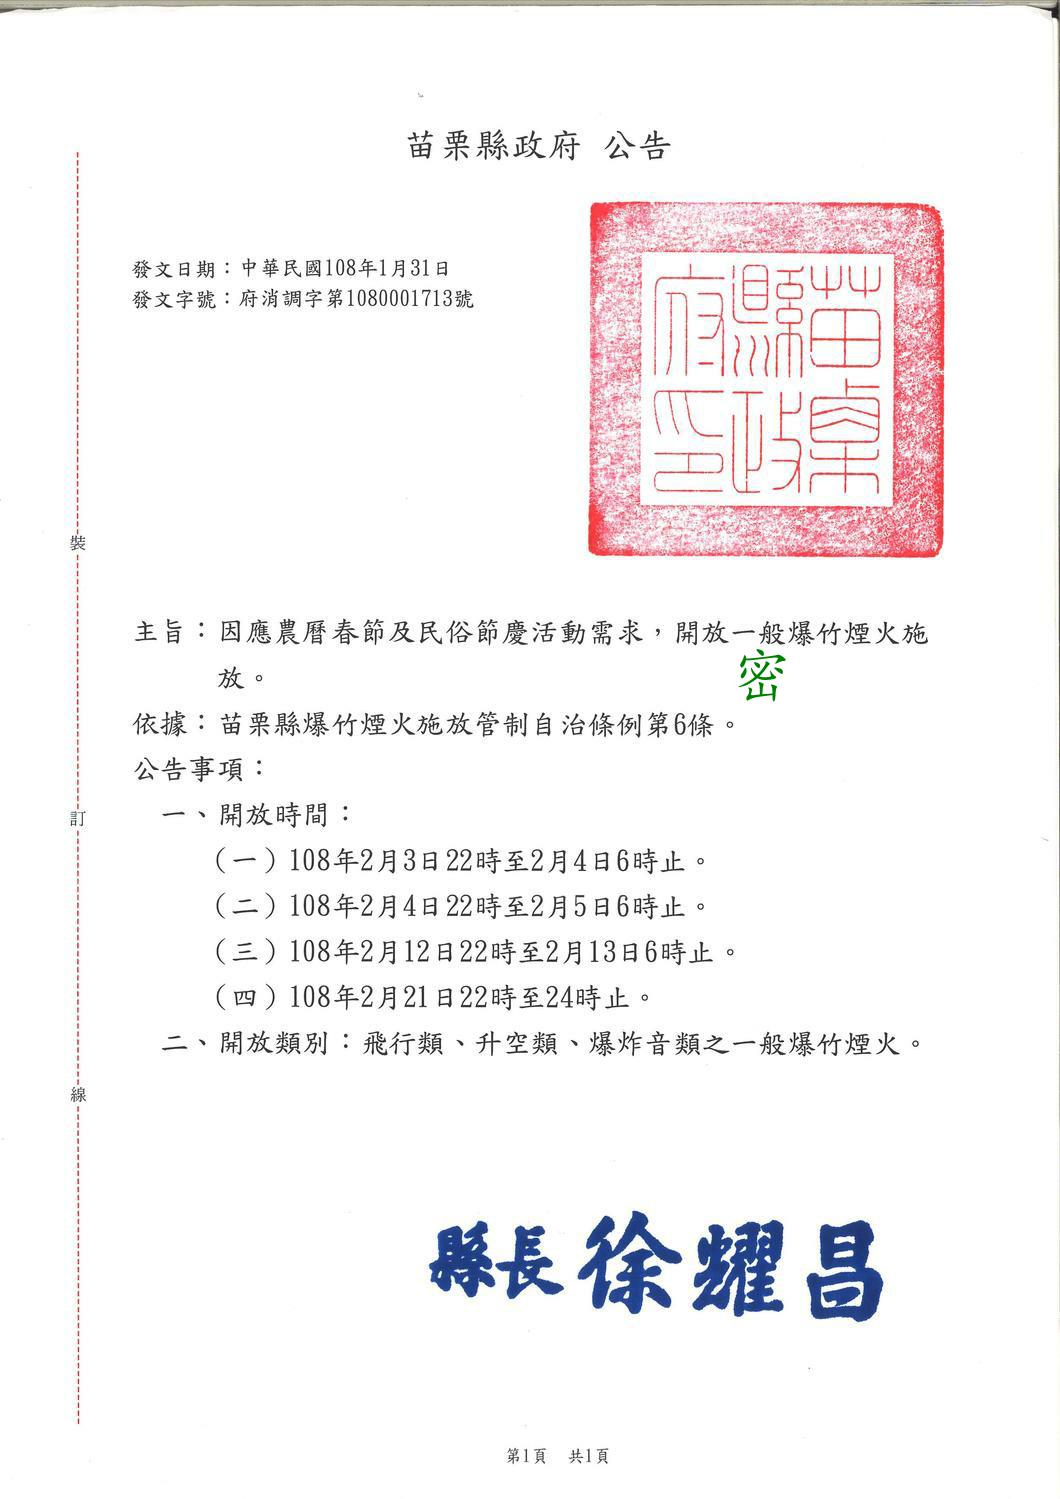 苗栗縣政府 公告
發文日期：中華民國108年1月31日
發文字號：府消調字第1080001713號
苗栗縣政府印
主旨：因應農曆春節及民俗節慶活動需求，開放一般爆竹煙火施
放。
密
依據：苗栗縣爆竹煙火施放管制自治條例第6條。
公告事項：
一、開放時間：
（一）108年2月3日22時至2月4日6時止。
（二）108年2月4日22時至2月5日6時止。
（三）108年2月12日22時至2月13日6時止。
（四）108年2月21日22時至24時止。
二、開放類別：飛行類、升空類、爆炸音類之一般爆竹煙火。
縣長徐耀昌
裝
訂
線
第1頁 共1頁